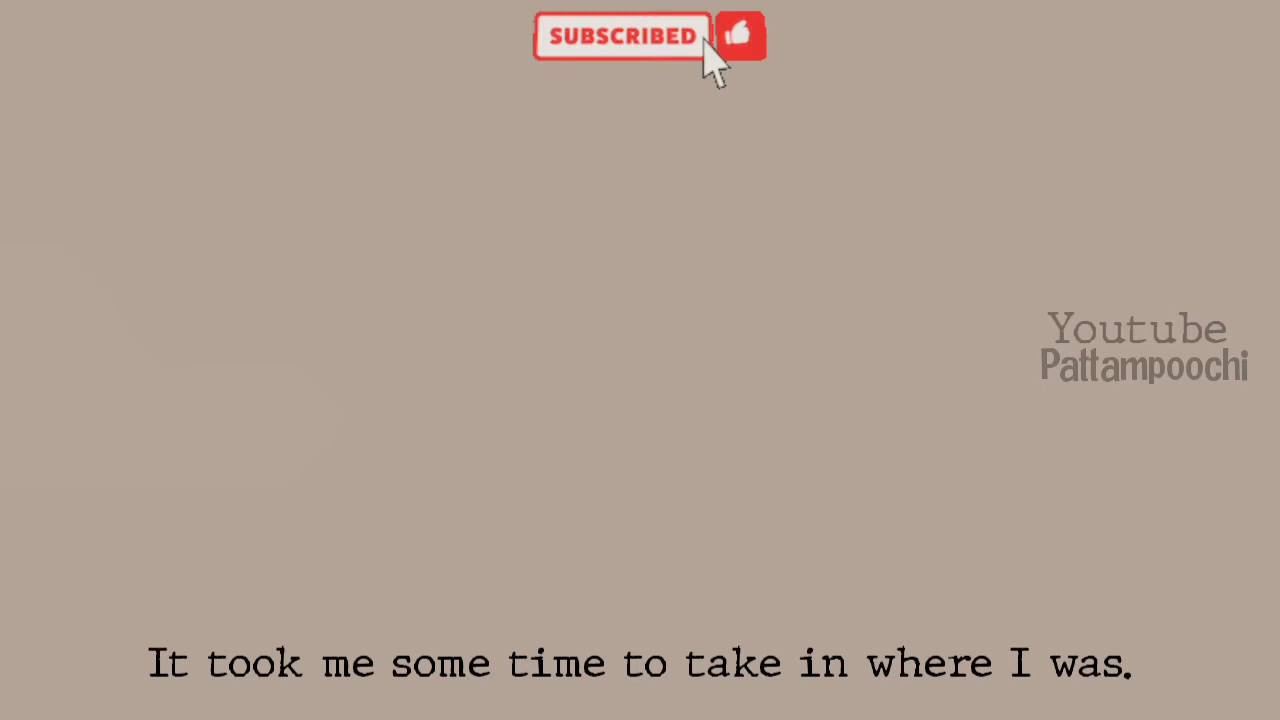 SUBSCRIBED
Youtube
Pattampoochi
It took me some time to take in where I was.